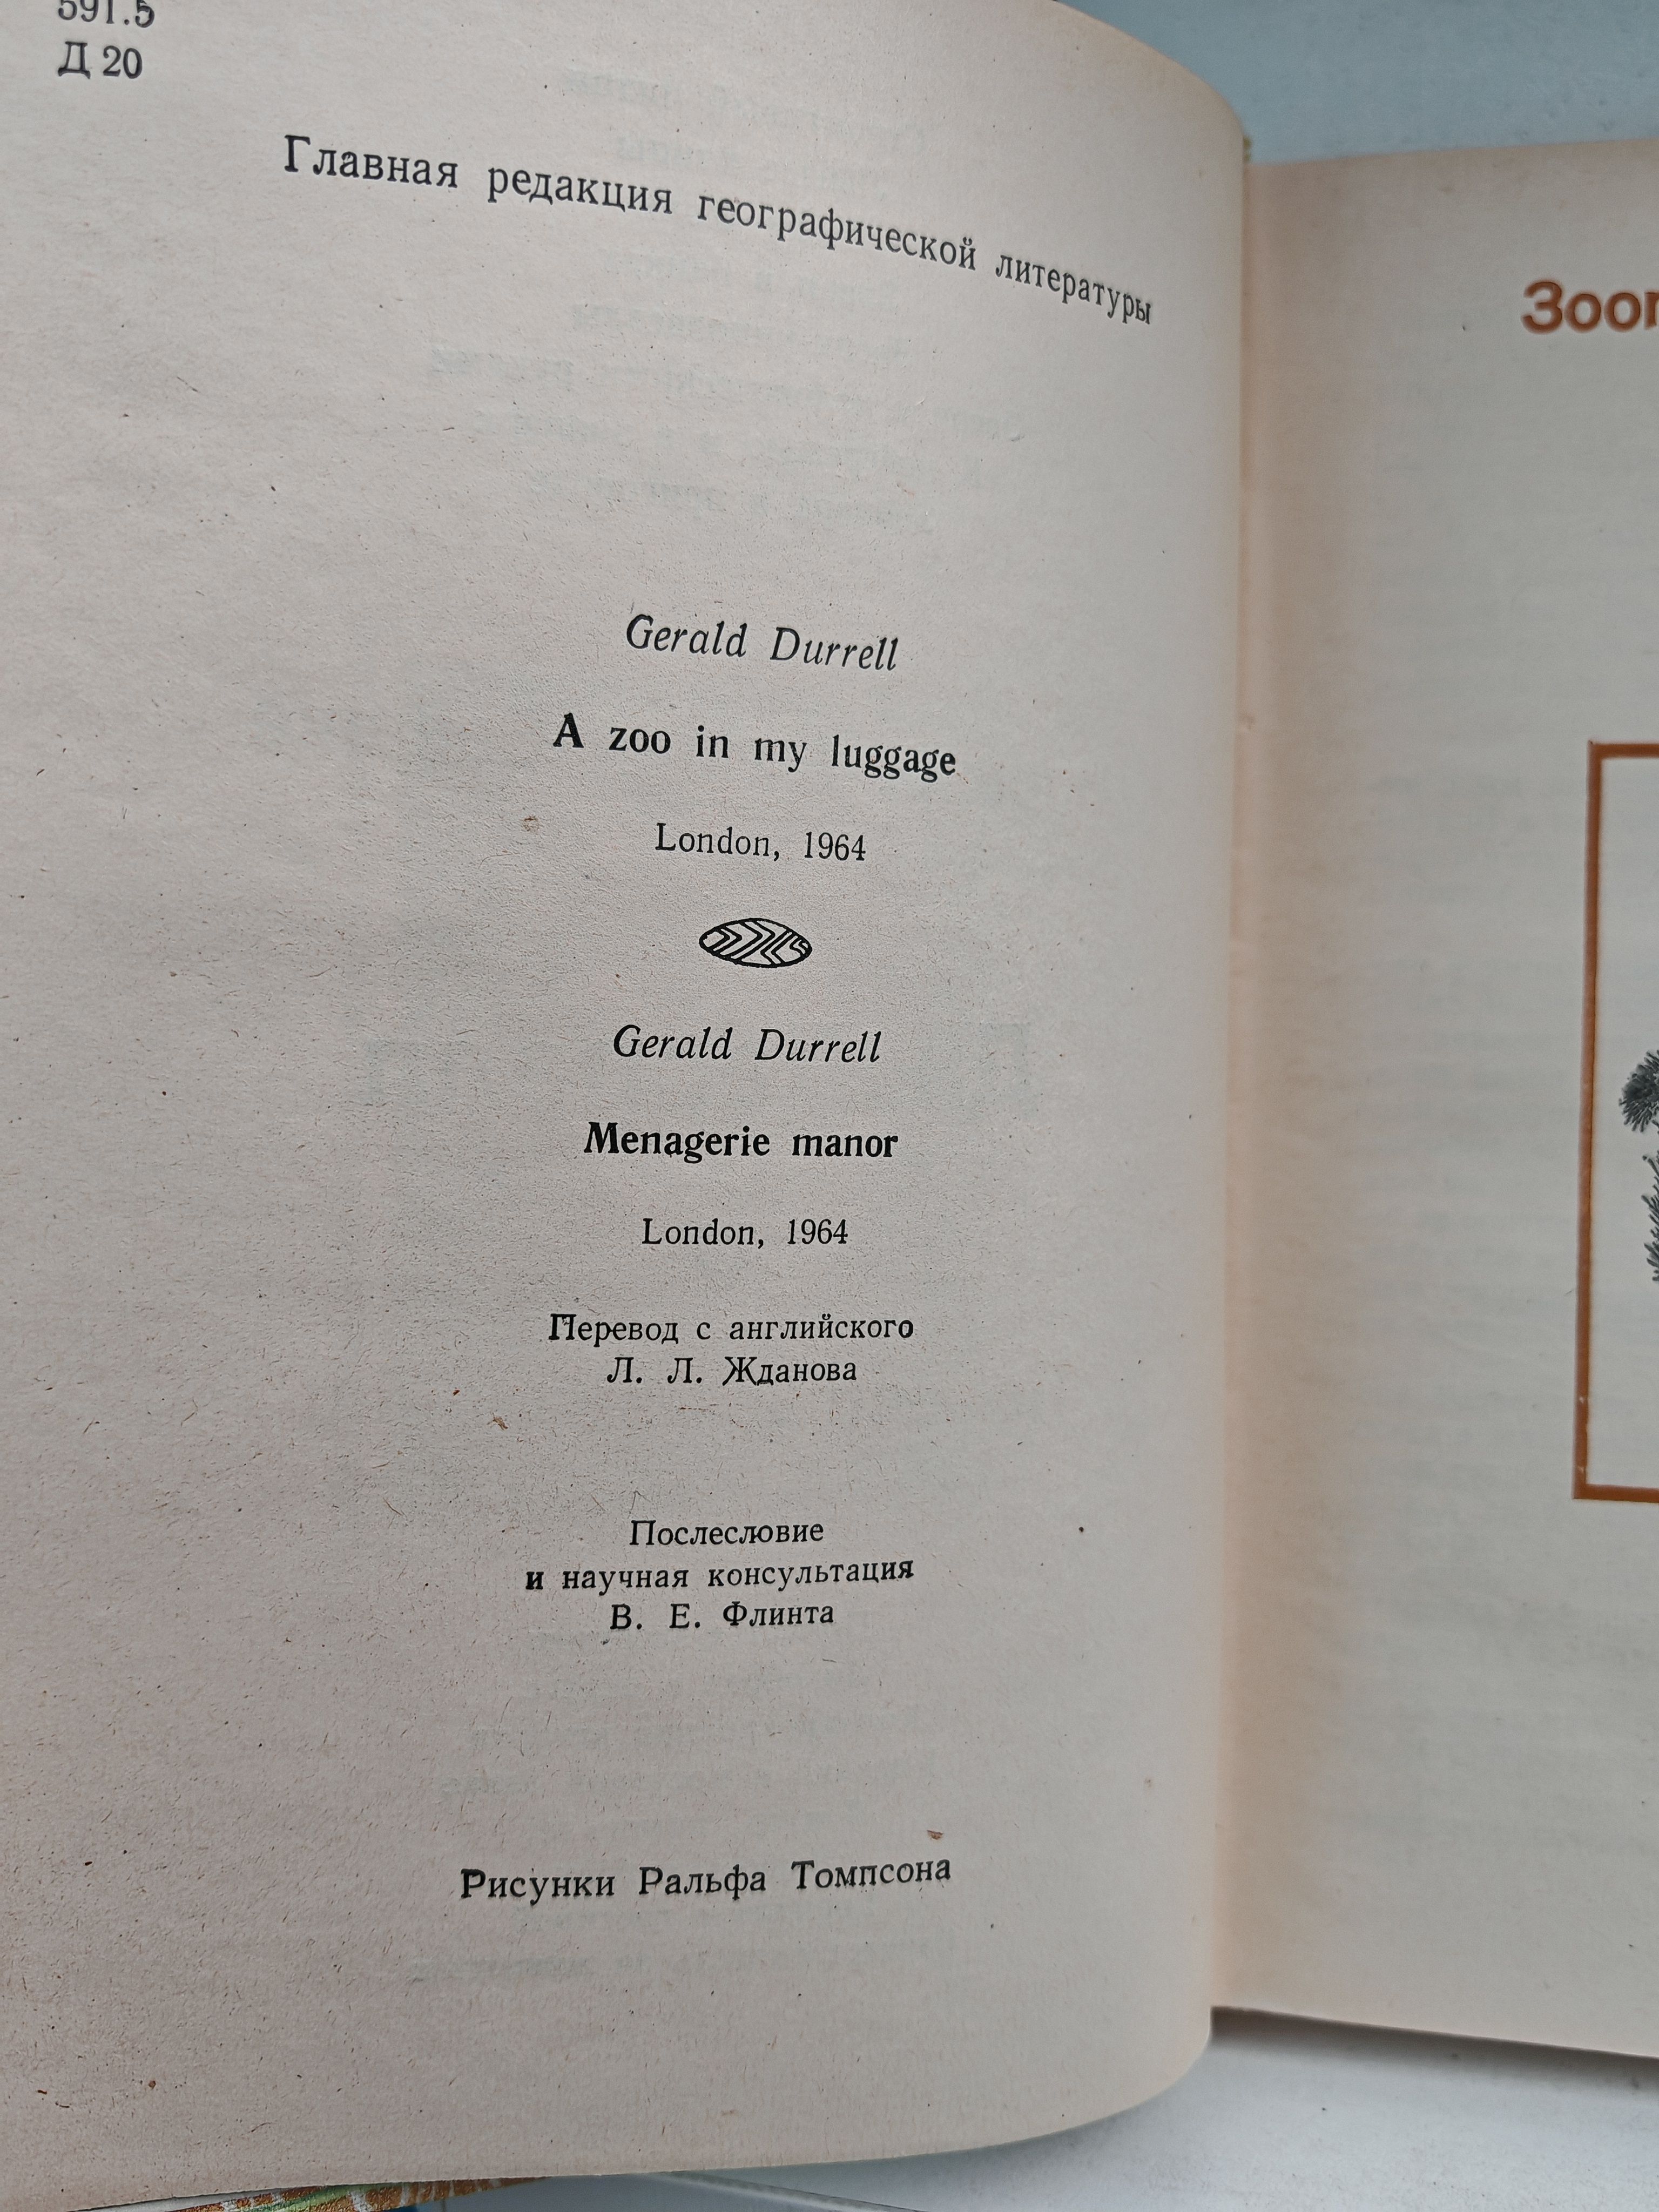 591.5
Д 20
Главная редакция географической литературы
Gerald Durrell
A zoo in my luggage
London, 1964
Gerald Durrell
Menagerie manor
London, 1964
Перевод с английского
Л. Л. Жданова
Послесловие
и научная консультация
В. Е. Флинта
Рисунки Ральфа Томпсона